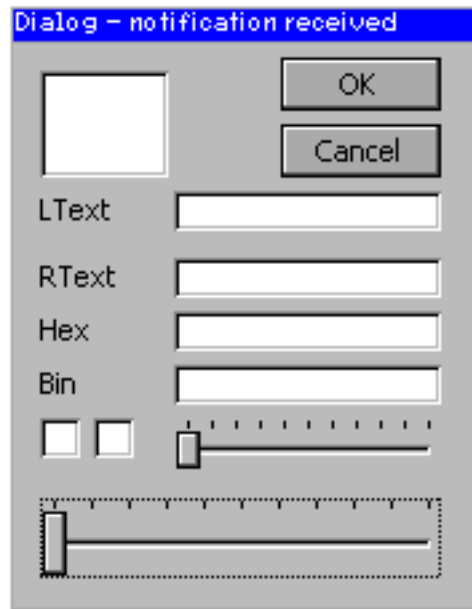 Dialog – notification received
OK
Cancel
LText
RText
Hex
Bin